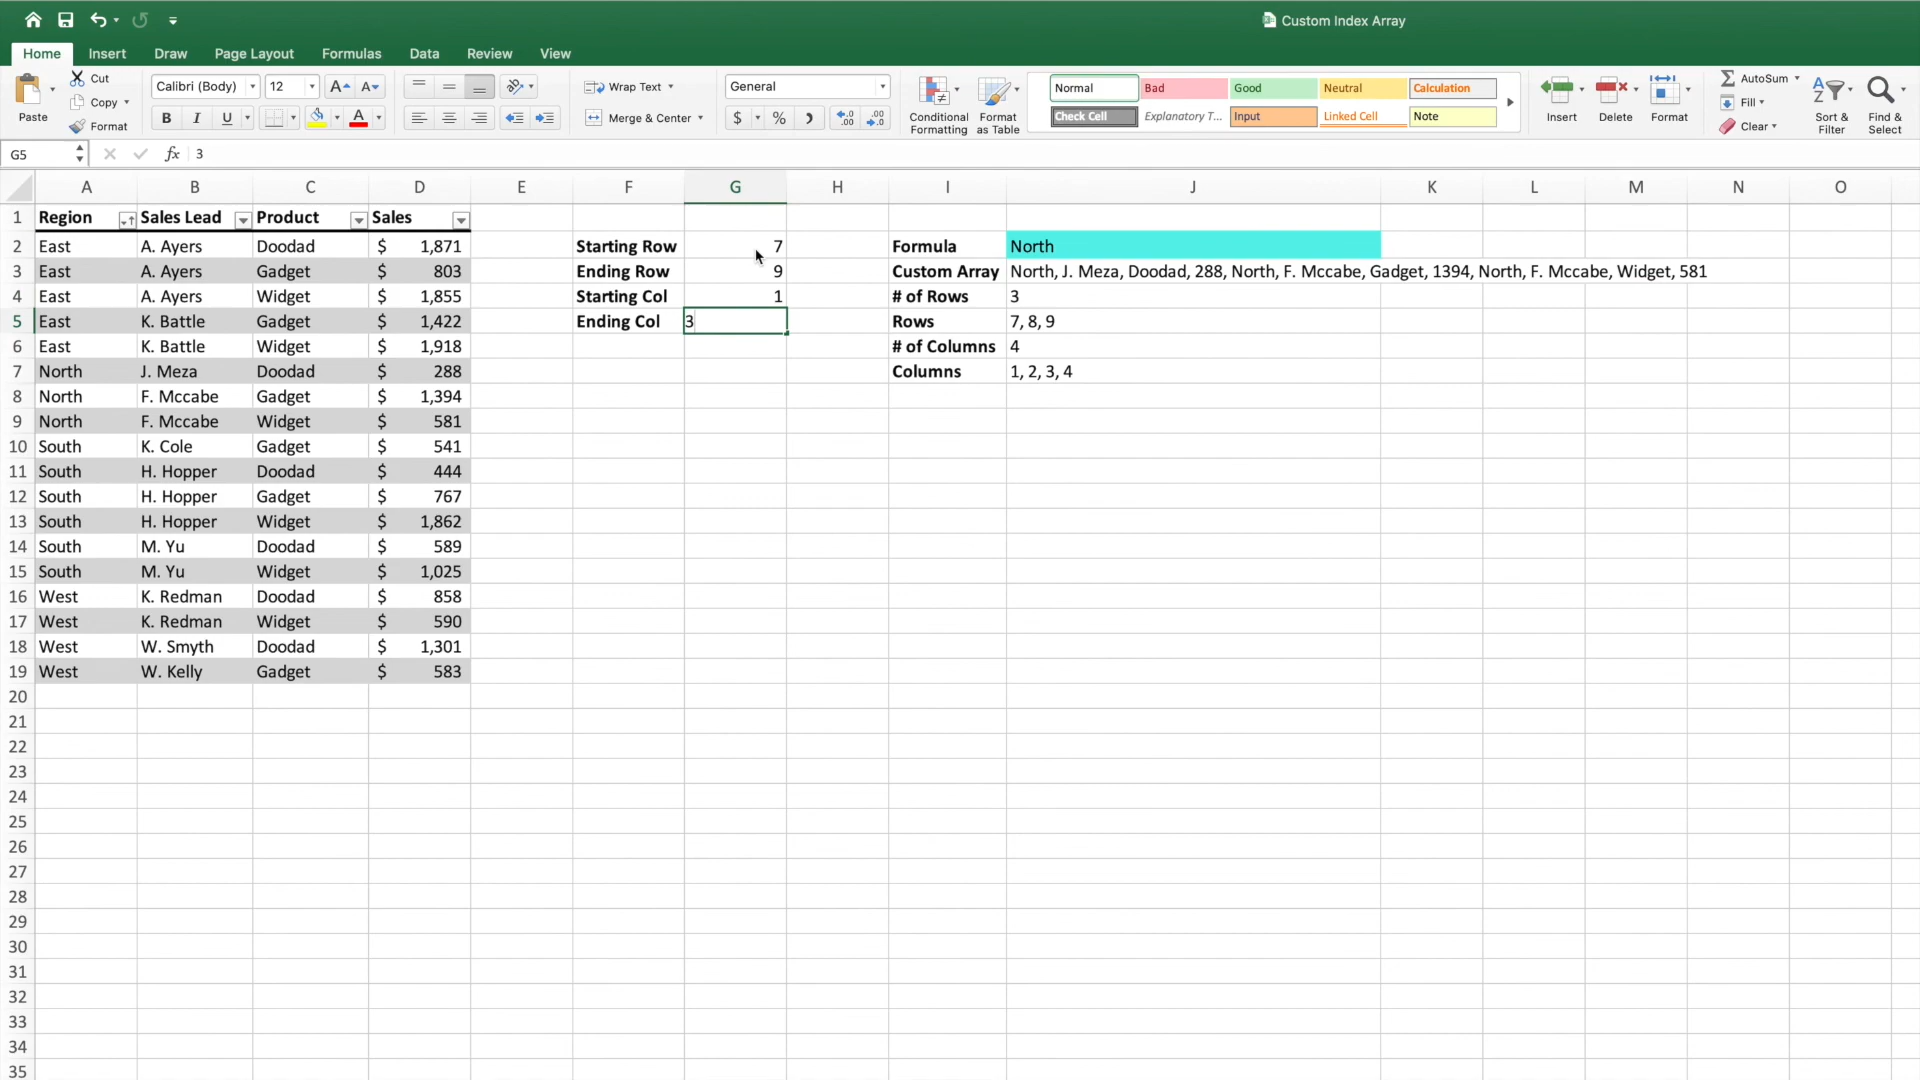 Custom Index Array
Home Insert Draw Page Layout Formulas Data Review View
Paste
Cut
Copy
Format
Calibri (Body) 12 A A
B I U A
ab
Wrap Text
Merge & Center
General
$ % )
Conditional Formatting
Format as Table
Normal Bad Good Neutral Calculation
Check Cell Explanatory T... Input Linked Cell Note
Insert Delete Format
AutoSum
Fill
Clear
Sort & Filter
Find & Select
G5 fx 3
A B C D E F G H I J K L M N O
1 Region Sales Lead Product Sales
2 East A. Ayers Doodad $ 1,871 Starting Row 7 Formula North
3 East A. Ayers Gadget $ 803 Ending Row 9 Custom Array North, J. Meza, Doodad, 288, North, F. Mccabe, Gadget, 1394, North, F. Mccabe, Widget, 581
4 East A. Ayers Widget $ 1,855 Starting Col 1 # of Rows 3
5 East K. Battle Gadget $ 1,422 Ending Col 3 Rows 7, 8, 9
6 East K. Battle Widget $ 1,918 # of Columns 4
7 North J. Meza Doodad $ 288 Columns 1, 2, 3, 4
8 North F. Mccabe Gadget $ 1,394
9 North F. Mccabe Widget $ 581
10 South K. Cole Gadget $ 541
11 South H. Hopper Doodad $ 444
12 South H. Hopper Gadget $ 767
13 South H. Hopper Widget $ 1,862
14 South M. Yu Doodad $ 589
15 South M. Yu Widget $ 1,025
16 West K. Redman Doodad $ 858
17 West K. Redman Widget $ 590
18 West W. Smyth Doodad $ 1,301
19 West W. Kelly Gadget $ 583
20
21
22
23
24
25
26
27
28
29
30
31
32
33
34
35